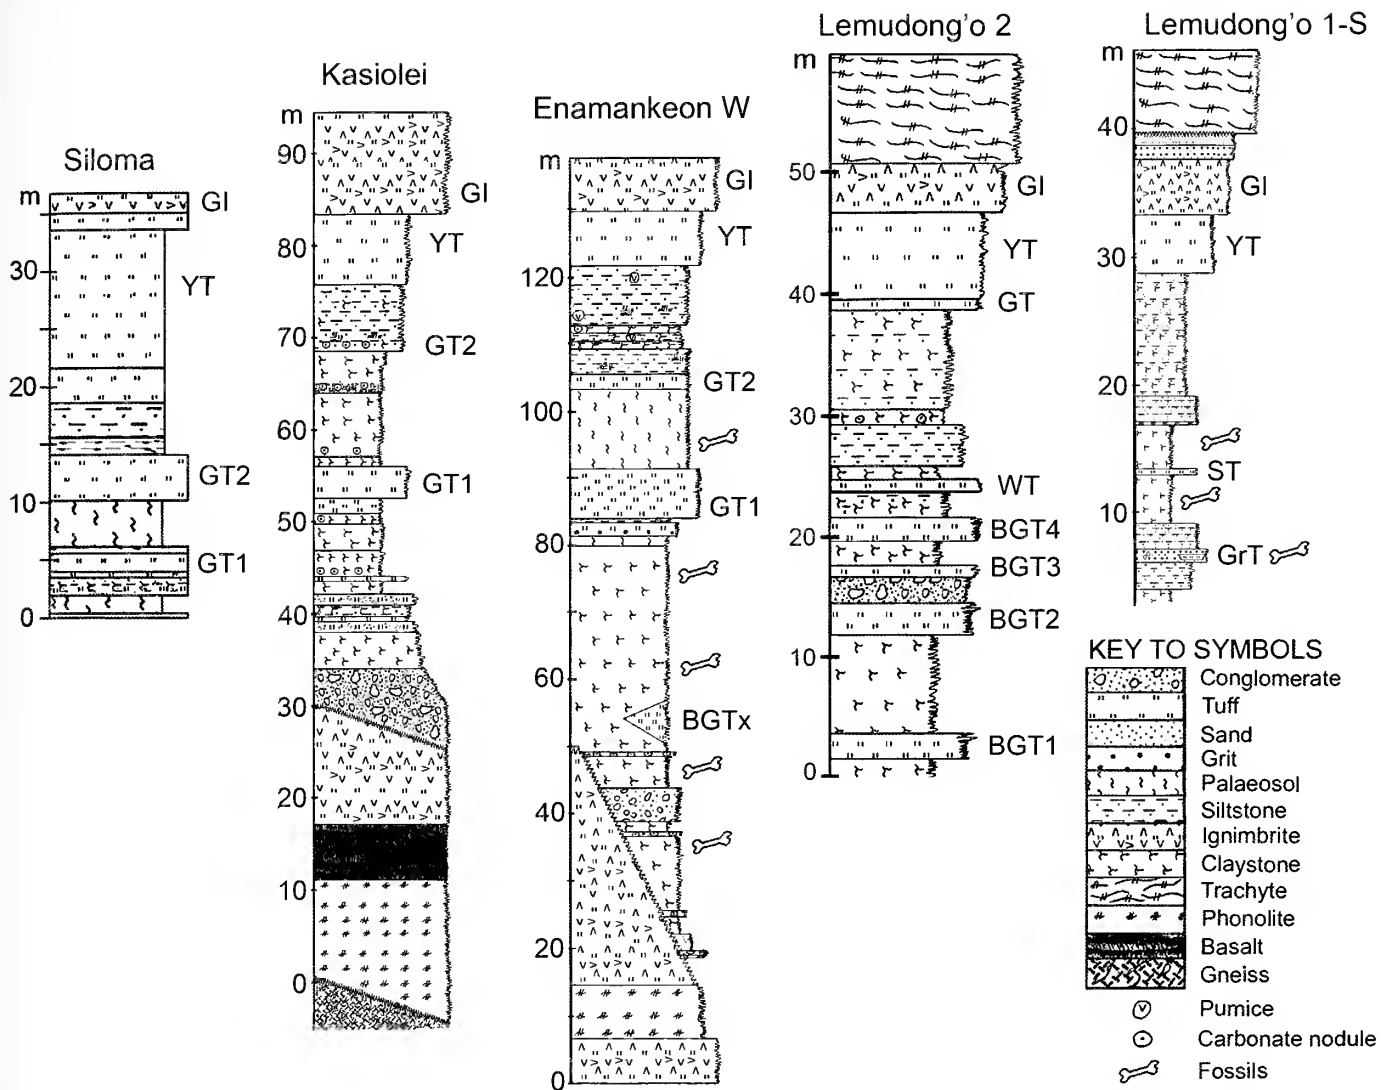 Siloma
m
30
20
10
0
GI
YT
GT2
GT1
Kasiolei
m
90
80
70
60
50
40
30
20
10
0
GI
YT
GT2
GT1
Enamankeon W
m
120
100
80
60
40
20
0
GI
YT
GT2
GT1
BGTx
Lemudong'o 2
m
50
40
30
20
10
0
GI
YT
GT
WT
BGT4
BGT3
BGT2
BGT1
Lemudong'o 1-S
m
40
30
20
10
GI
YT
ST
GrT
KEY TO SYMBOLS
Conglomerate
Tuff
Sand
Grit
Palaeosol
Siltstone
Ignimbrite
Claystone
Trachyte
Phonolite
Basalt
Gneiss
Pumice
Carbonate nodule
Fossils